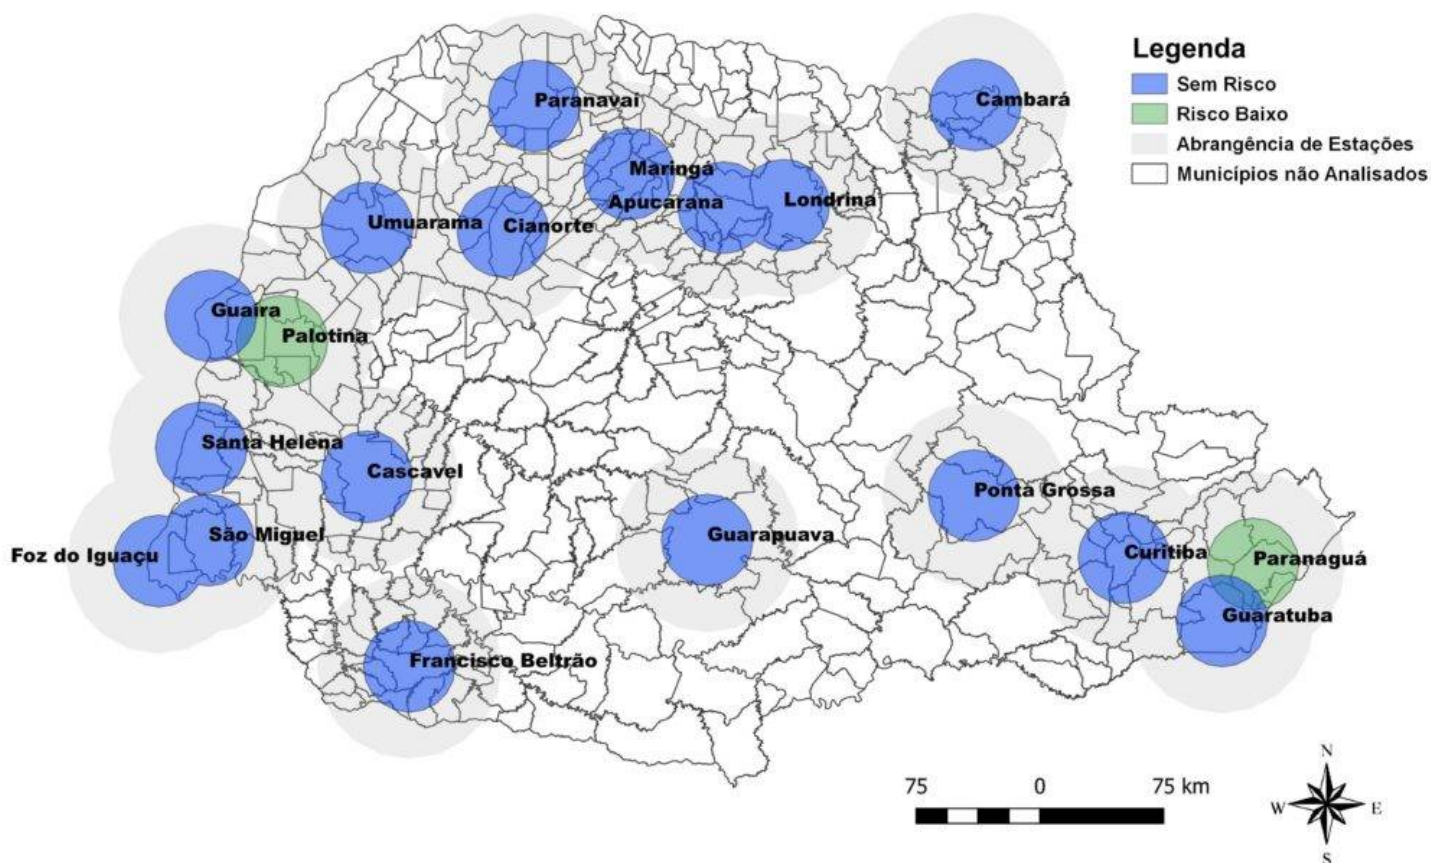 Legenda
Sem Risco
Risco Baixo
Abrangência de Estações
Municípios não Analisados
Paranavaí
Cambará
Maringá
Apucarana
Londrina
Umuarama
Cianorte
Guaíra
Palotina
Santa Helena
Cascavel
Ponta Grossa
São Miguel
Guarapuava
Foz do Iguaçu
Curitiba
Paranaguá
Guaratuba
Francisco Beltrão
75 0 75 km
N
W E
S